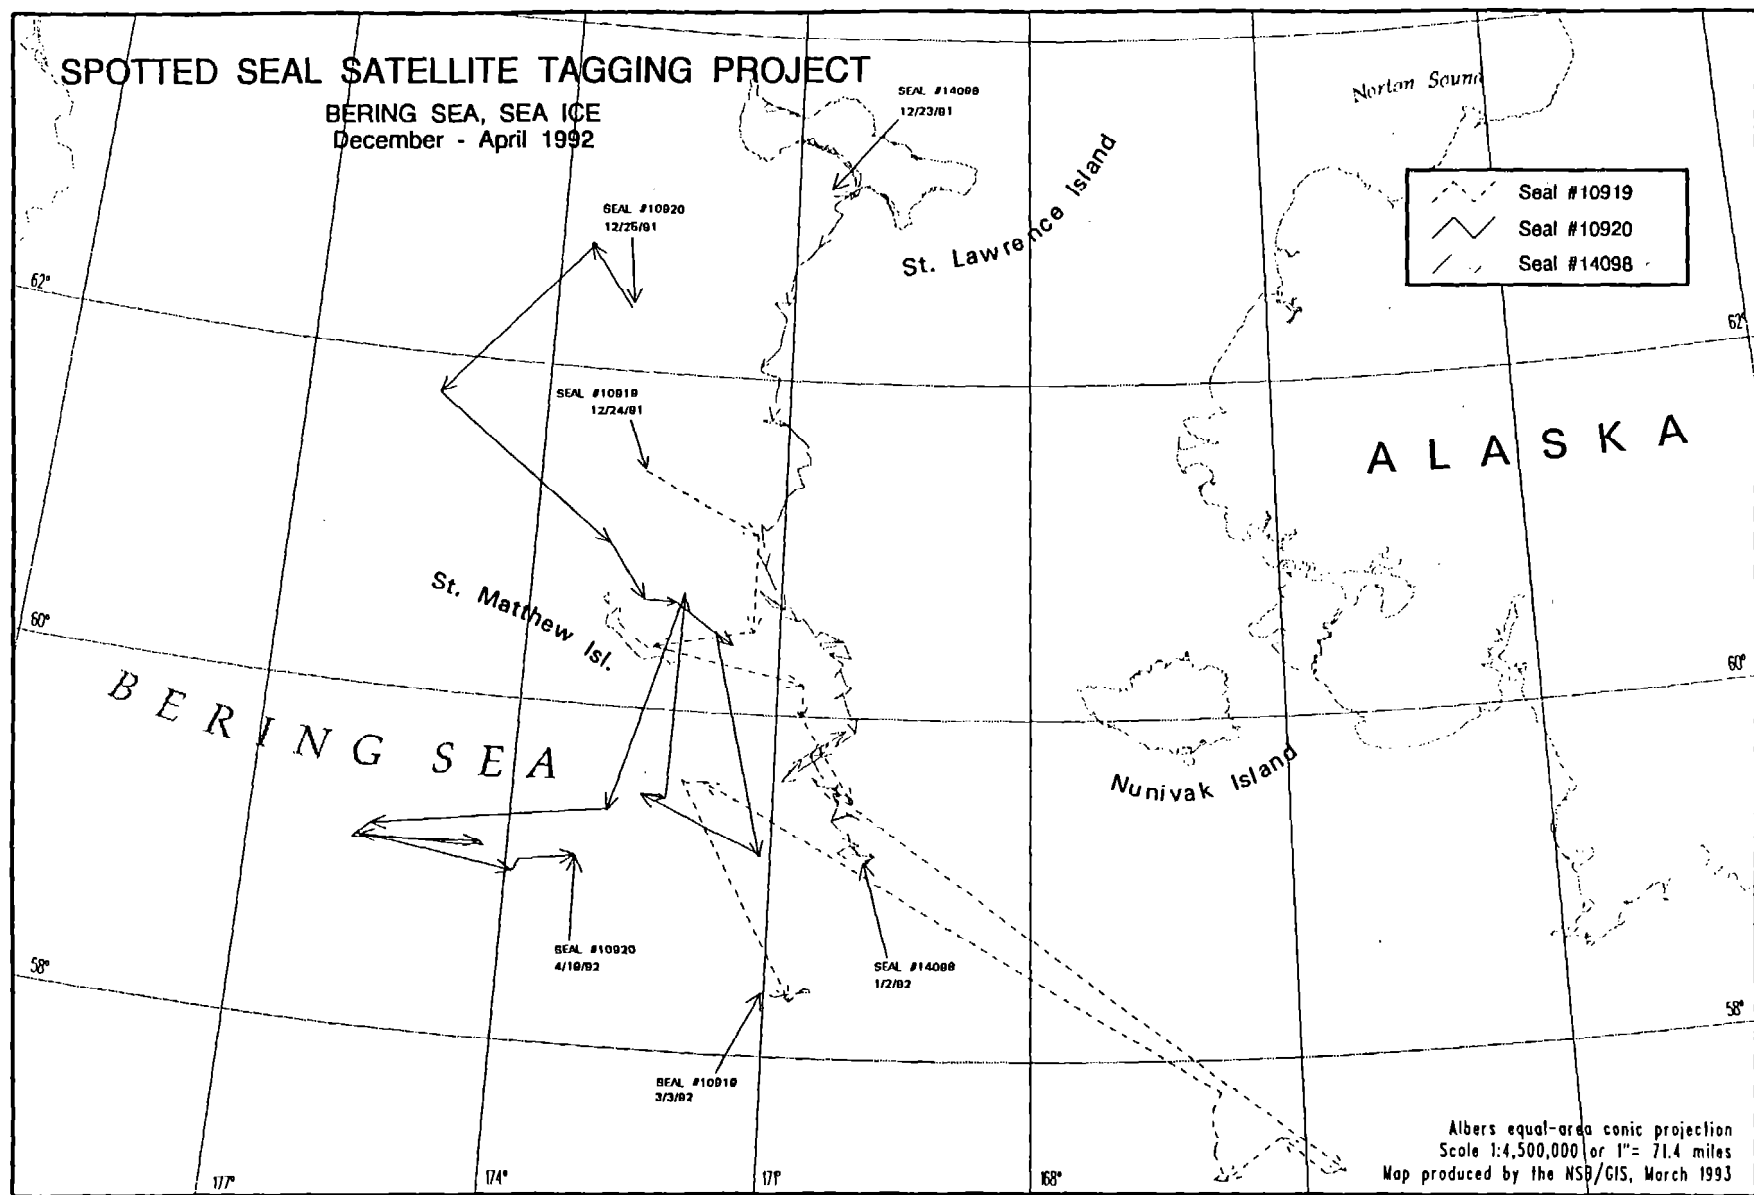 SPOTTED SEAL SATELLITE TAGGING PROJECT
BERING SEA, SEA ICE
December - April 1992
SEAL #14098
12/23/91
Norton Sound
St. Lawrence Island
Seal #10919
Seal #10920
Seal #14098
SEAL #10920
12/26/91
62°
62°
SEAL #10919
12/24/91
ALASKA
St. Matthew Isl.
60°
60°
BERING SEA
Nunivak Island
SEAL #10920
4/19/92
SEAL #14098
1/2/92
58°
58°
SEAL #10919
3/3/92
177°
174°
171°
168°
Albers equal-area conic projection
Scale 1:4,500,000 or 1"= 71.4 miles
Map produced by the NSB/GIS, March 1993